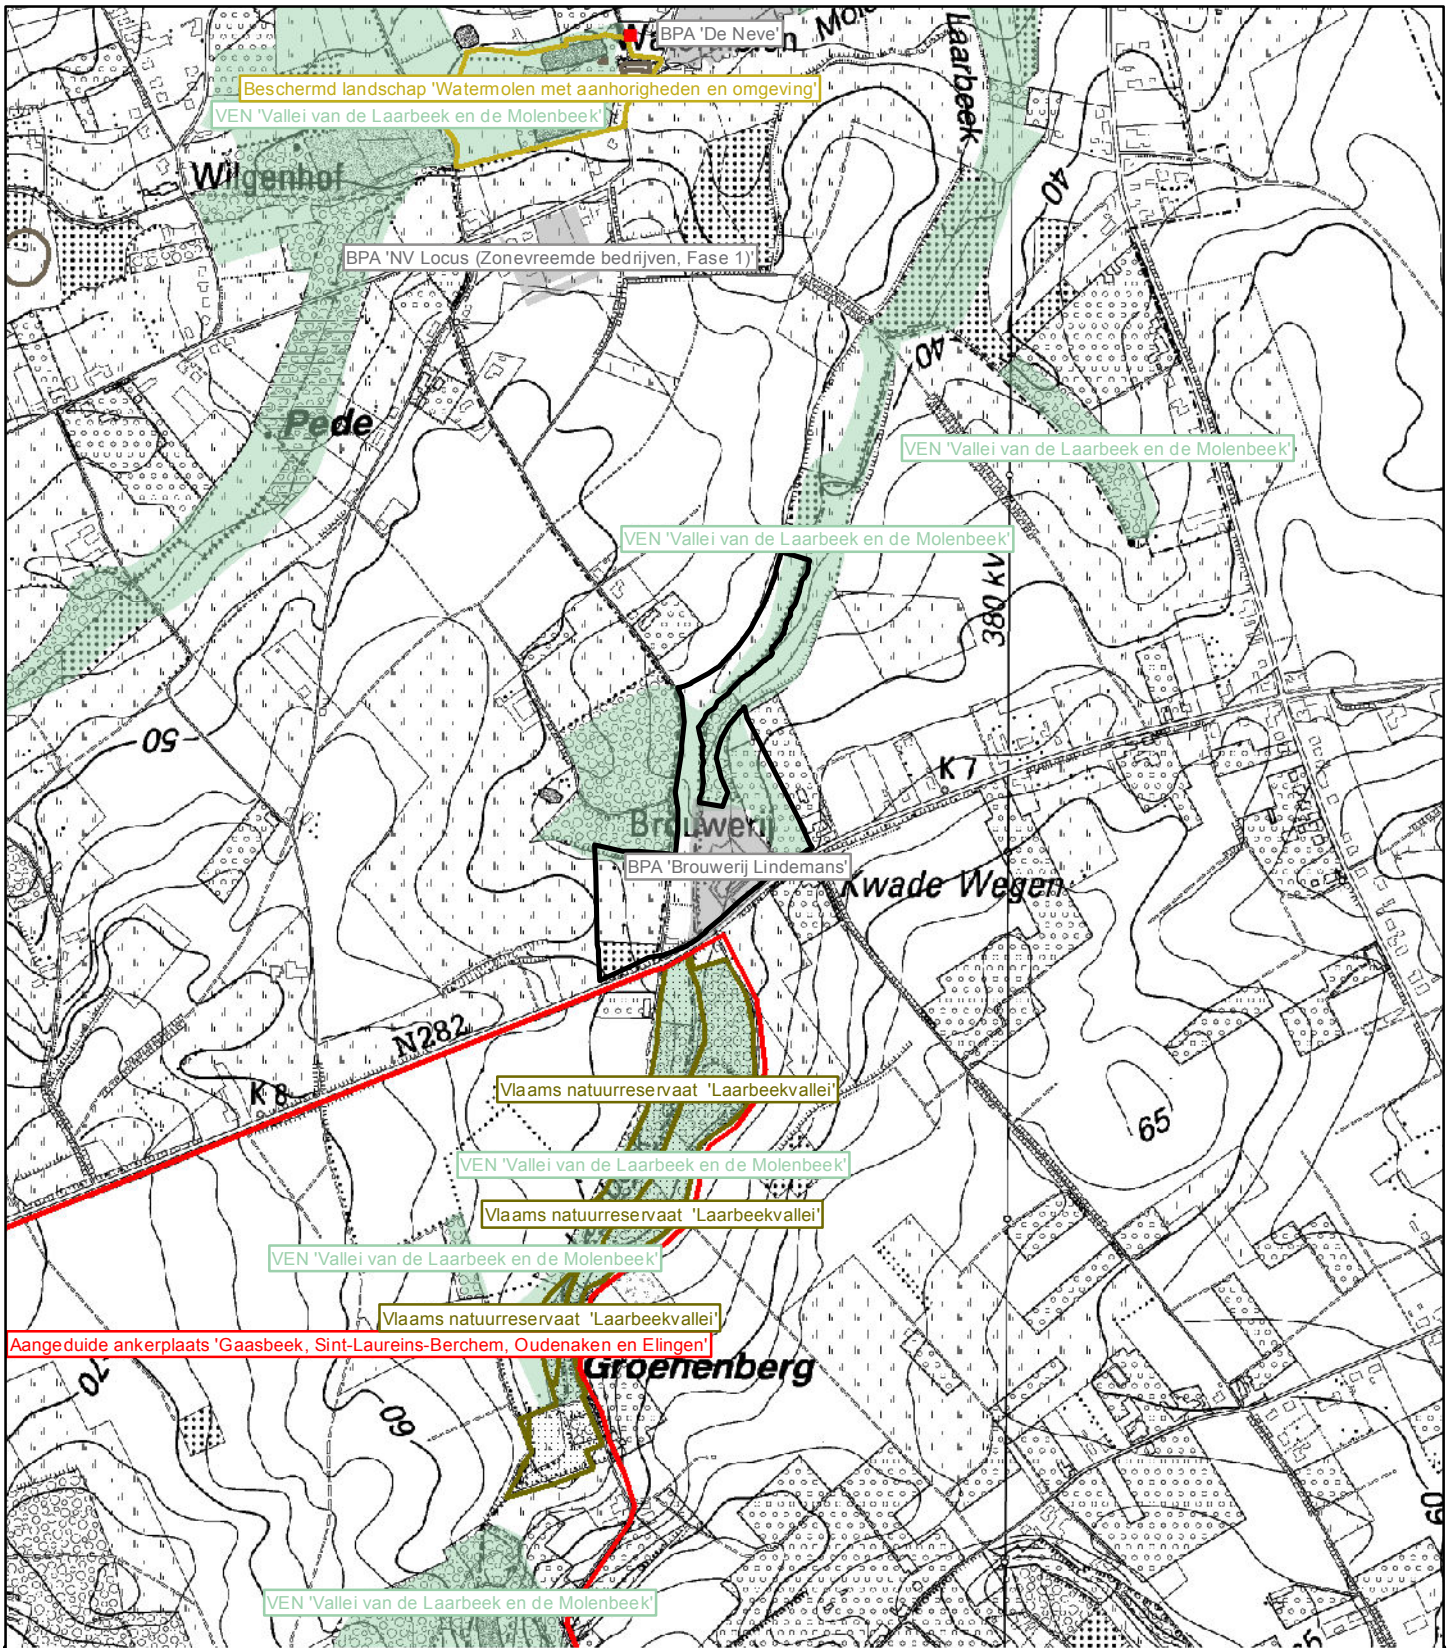 BPA 'De Neve'
Laarbeek
Beschermd landschap 'Watermolen met aanhorigheden en omgeving'
VEN 'Vallei van de Laarbeek en de Molenbeek'
Wilgenhof
40
BPA 'NV Locus (Zonevreemde bedrijven, Fase 1)'
40
Pede
VEN 'Vallei van de Laarbeek en de Molenbeek'
VEN 'Vallei van de Laarbeek en de Molenbeek'
380 kV
50
K 7
Brouwerij
BPA 'Brouwerij Lindemans'
Kwade Wegen
N282
K 8
Vlaams natuurreservaat 'Laarbeekvallei'
65
VEN 'Vallei van de Laarbeek en de Molenbeek'
Vlaams natuurreservaat 'Laarbeekvallei'
VEN 'Vallei van de Laarbeek en de Molenbeek'
Vlaams natuurreservaat 'Laarbeekvallei'
Aangeduide ankerplaats 'Gaasbeek, Sint-Laureins-Berchem, Oudenaken en Elingen'
Groenenberg
70
60
60
VEN 'Vallei van de Laarbeek en de Molenbeek'